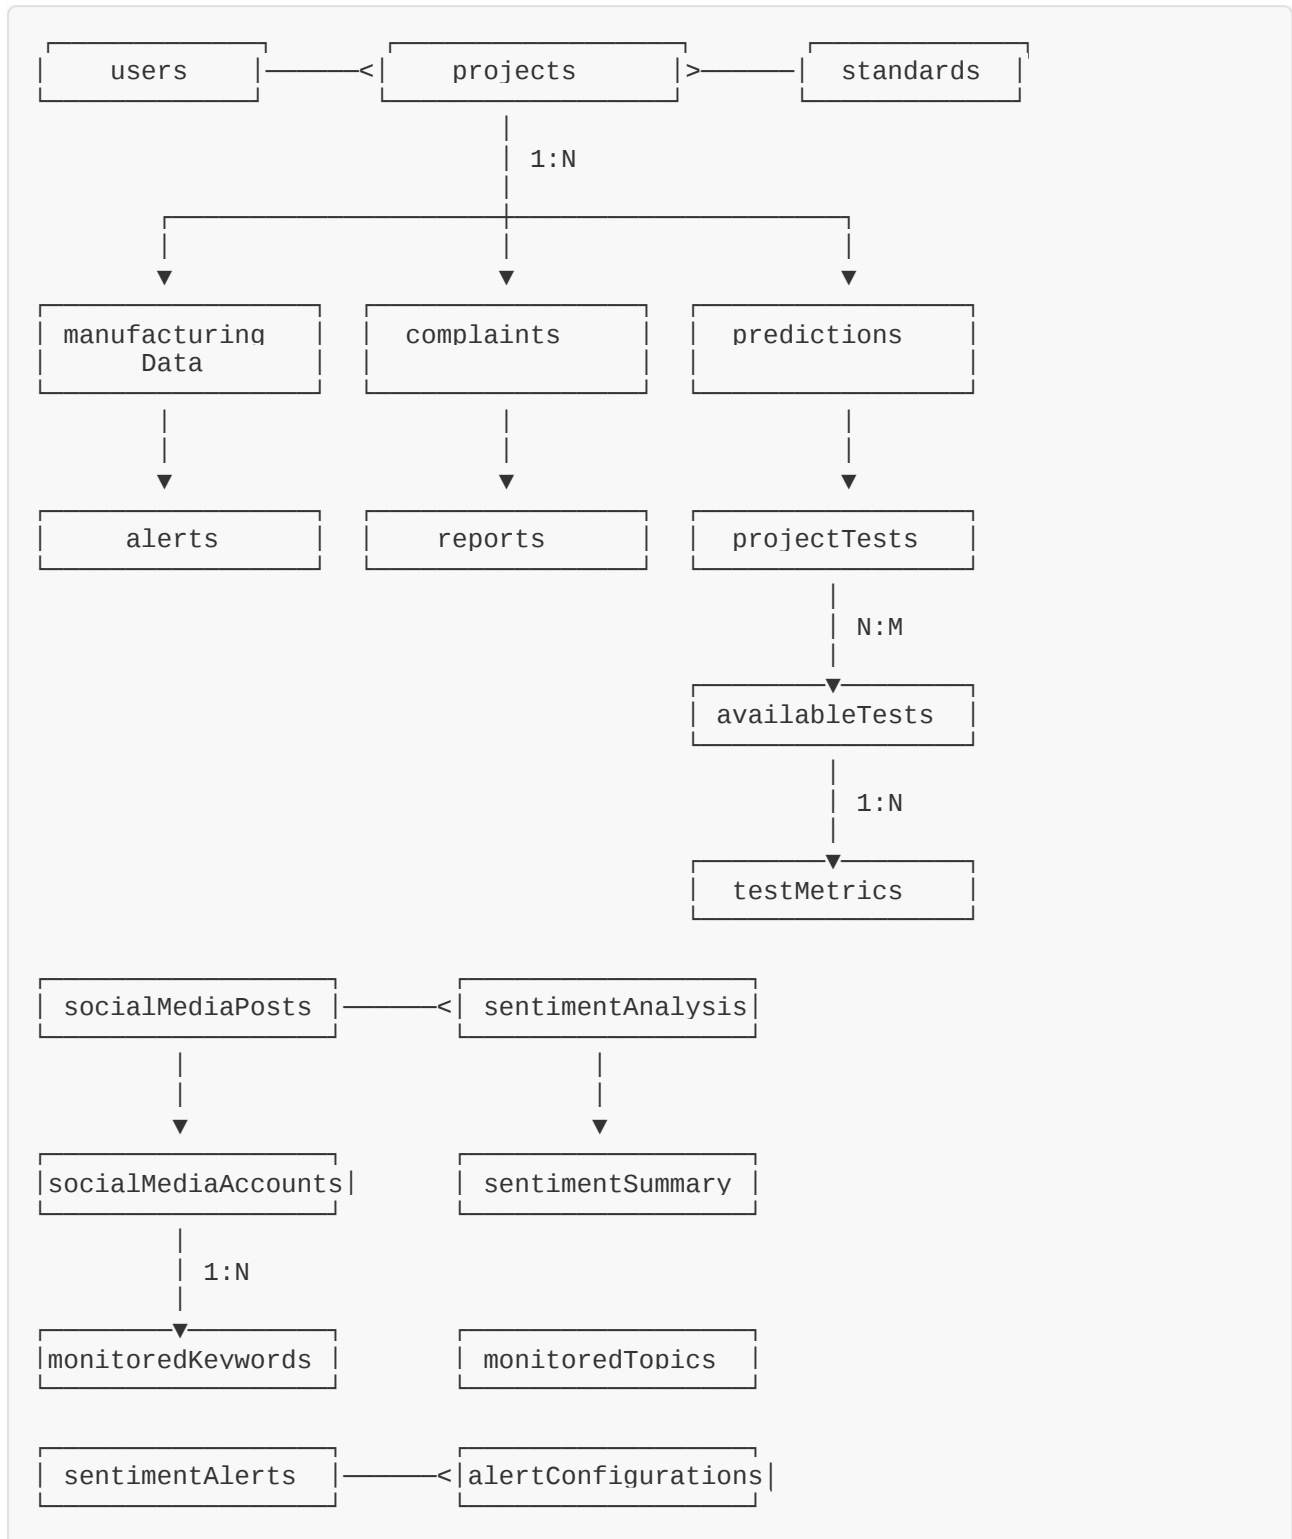 users projects standards
1:N
manufacturing complaints predictions
Data
alerts reports projectTests
N:M
availableTests
1:N
testMetrics
socialMediaPosts sentimentAnalysis
socialMediaAccounts sentimentSummary
1:N
monitoredKeywords monitoredTopics
sentimentAlerts alertConfigurations